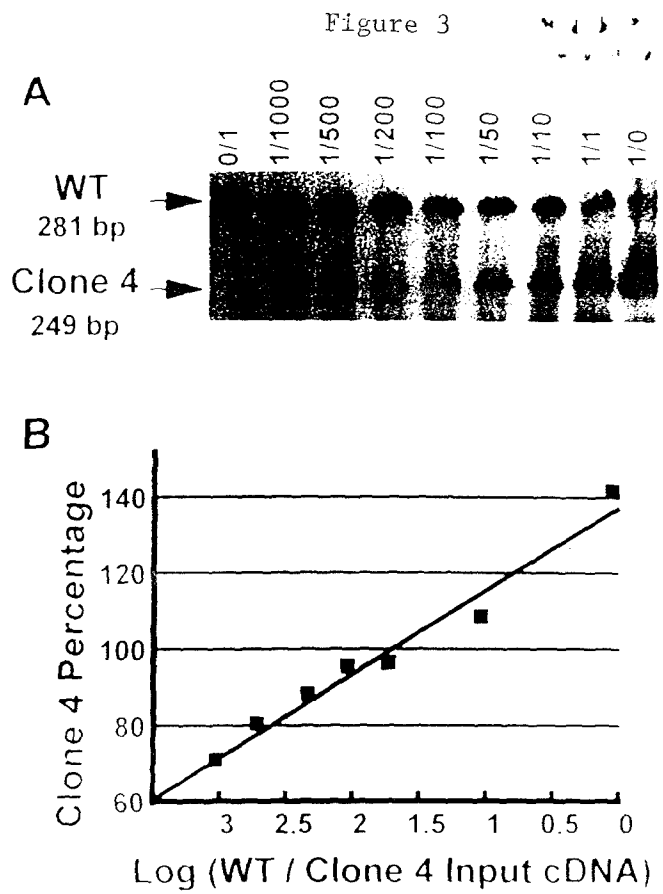 Figure 3
A
0/1 1/1000 1/500 1/200 1/100 1/50 1/10 1/1 1/0
WT
281 bp
Clone 4
249 bp
B
Clone 4 Percentage
140
120
100
80
60
3 2.5 2 1.5 1 0.5 0
Log (WT / Clone 4 Input cDNA)